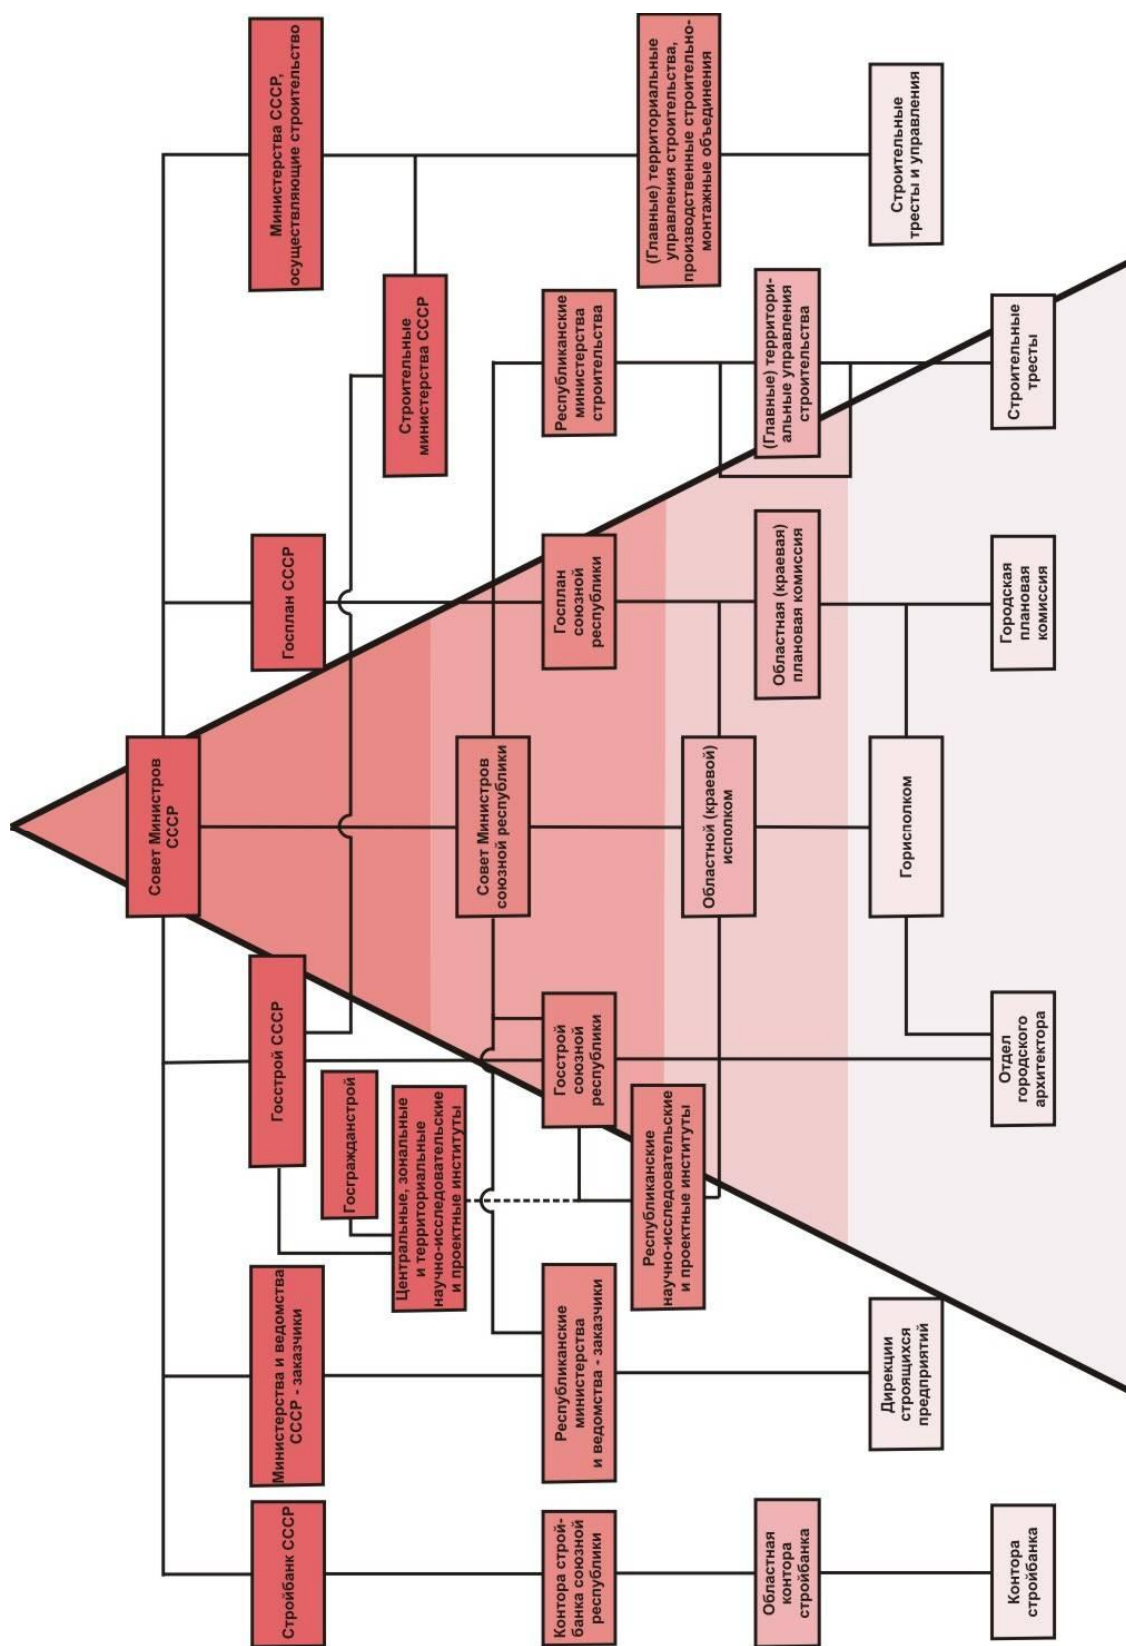 Совет Министров
СССР
Стройбанк СССР
Министерства и ведомства
СССР - заказчики
Госстрой СССР
Госплан СССР
Министерства СССР,
осуществляющие строительство
Госгражданстрой
Центральные, зональные
и территориальные
научно-исследовательские
и проектные институты
Строительные
министерства СССР
Совет Министров
союзной республики
Контора строй-
банка союзной
республики
Республиканские
министерства
и ведомства - заказчики
Госстрой
союзной
республики
Госплан
союзной
республики
Республиканские
министерства
строительства
Республиканские
научно-исследовательские
и проектные институты
(Главные) территориальные
управления строительства,
производственные строительно-
монтажные объединения
Областной (краевой)
исполком
Областная
контора
стройбанка
Областная (краевая)
плановая комиссия
(Главные) территори-
альные управления
строительства
Дирекции
строящихся
предприятий
Горисполком
Строительные
тресты и управления
Контора
стройбанка
Отдел
городского
архитектора
Городская
плановая
комиссия
Строительные
тресты